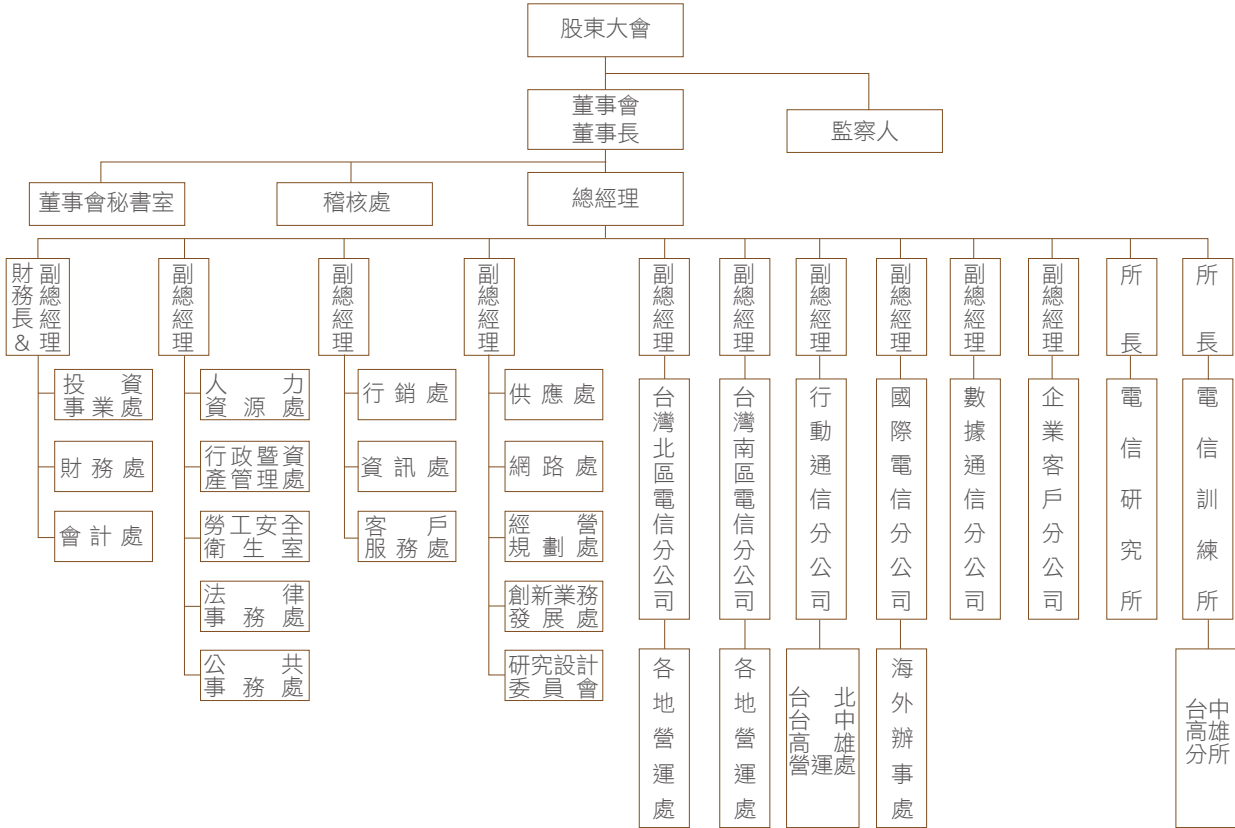 股東大會
董事會
董事長
監察人
董事會秘書室
稽核處
總經理
財務長&
副總經理
副總經理
副總經理
副總經理
副總經理
副總經理
副總經理
副總經理
副總經理
副總經理
所長
所長
投資
事業處
財務處
會計處
人力
資源處
行政暨資
產管理處
勞工安全
衛生室
法律
事務處
公共
事務處
行銷處
資訊處
客戶
服務處
供應處
網路處
經營
規劃處
創新業務
發展處
研究設計
委員會
台灣北區電信分公司
台灣南區電信分公司
行動通信分公司
國際電信分公司
數據通信分公司
企業客戶分公司
電信研究所
電信訓練所
各地營運處
各地營運處
台北
台中
高雄
營運處
海外辦事處
台中
高雄
分所